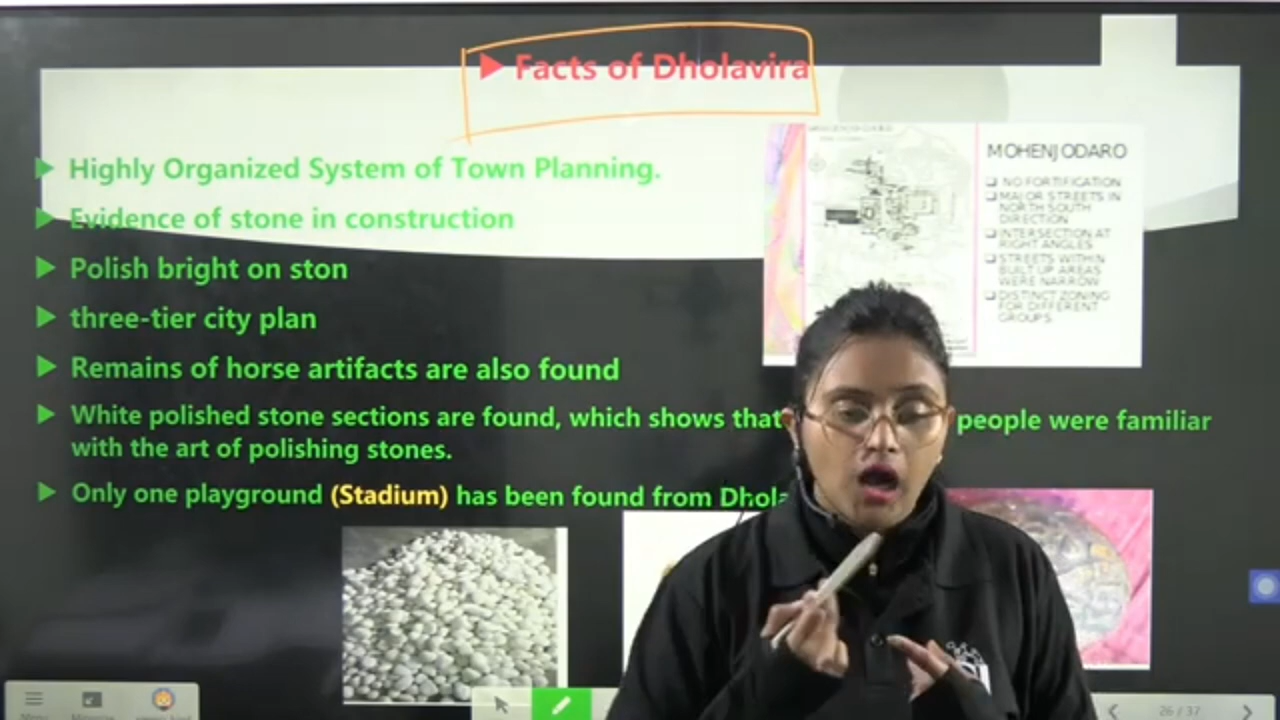 Facts of Dholavira
Highly Organized System of Town Planning.
Evidence of stone in construction
Polish bright on ston
three-tier city plan
Remains of horse artifacts are also found
White polished stone sections are found, which shows that people were familiar
with the art of polishing stones.
Only one playground (Stadium) has been found from Dhola
MOHENJODARO
NO FORTIFICATION
MAJOR STREETS IN
NORTH SOUTH
DIRECTION
INTERSECTION AT
RIGHT ANGLES
STREETS WITHIN
BUILT UP AREAS
WERE NARROW
DISTINCT ZONING
FOR DIFFERENT
GROUPS
26 / 37